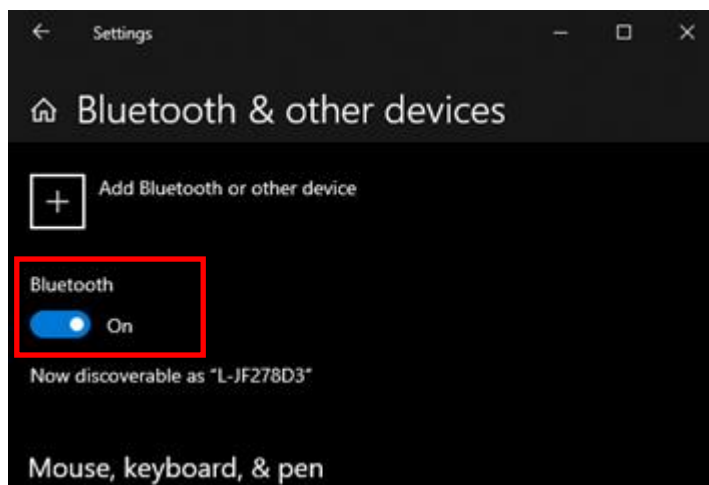 Settings
Bluetooth & other devices
Add Bluetooth or other device
Bluetooth
On
Now discoverable as "L-JF278D3"
Mouse, keyboard, & pen